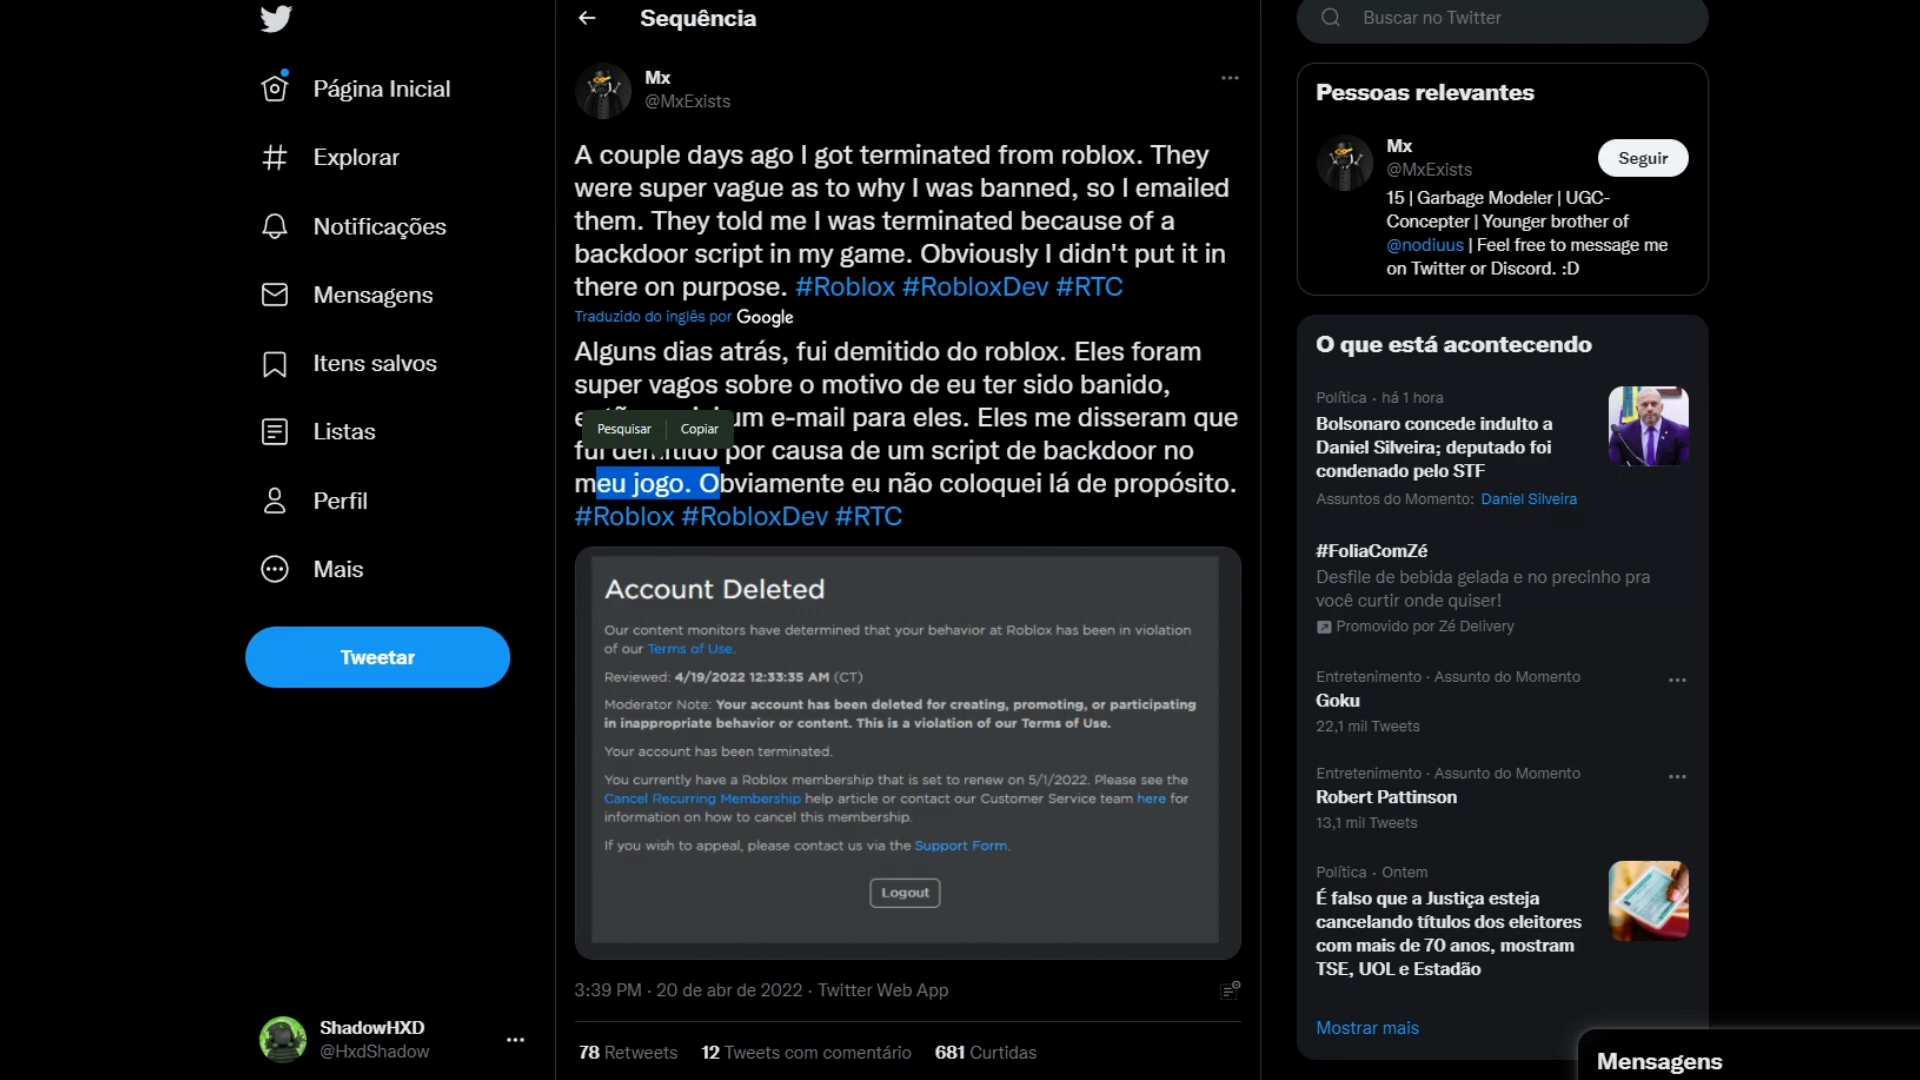 Página Inicial
Explorar
Notificações
Mensagens
Itens salvos
Listas
Perfil
Mais
Tweetar
ShadowHXD
@HxdShadow
Sequência
Mx
@MxExists
A couple days ago I got terminated from roblox. They
were super vague as to why I was banned, so I emailed
them. They told me I was terminated because of a
backdoor script in my game. Obviously I didn't put it in
there on purpose. #Roblox #RobloxDev #RTC
Traduzido do inglês por Google
Alguns dias atrás, fui demitido do roblox. Eles foram
super vagos sobre o motivo de eu ter sido banido,
um e-mail para eles. Eles me disseram que
Pesquisar Copiar
fui demitido por causa de um script de backdoor no
meu jogo. Obviamente eu não coloquei lá de propósito.
#Roblox #RobloxDev #RTC
Account Deleted
Our content monitors have determined that your behavior at Roblox has been in violation
of our Terms of Use.
Reviewed: 4/19/2022 12:33:35 AM (CT)
Moderator Note: Your account has been deleted for creating, promoting, or participating
in inappropriate behavior or content. This is a violation of our Terms of Use.
Your account has been terminated.
You currently have a Roblox membership that is set to renew on 5/1/2022. Please see the
Cancel Recurring Membership help article or contact our Customer Service team here for
information on how to cancel this membership.
If you wish to appeal, please contact us via the Support Form.
Logout
3:39 PM · 20 de abr de 2022 · Twitter Web App
78 Retweets 12 Tweets com comentário 681 Curtidas
Buscar no Twitter
Pessoas relevantes
Mx
@MxExists
Seguir
15 | Garbage Modeler | UGC-
Concepter | Younger brother of
@nodiuus | Feel free to message me
on Twitter or Discord. :D
O que está acontecendo
Política · há 1 hora
Bolsonaro concede indulto a
Daniel Silveira; deputado foi
condenado pelo STF
Assuntos do Momento: Daniel Silveira
#FoliaComZé
Desfile de bebida gelada e no precinho pra
você curtir onde quiser!
Promovido por Zé Delivery
Entretenimento · Assunto do Momento
Goku
22,1 mil Tweets
Entretenimento · Assunto do Momento
Robert Pattinson
13,1 mil Tweets
Política · Ontem
É falso que a Justiça esteja
cancelando títulos dos eleitores
com mais de 70 anos, mostram
TSE, UOL e Estadão
Mostrar mais
Mensagens